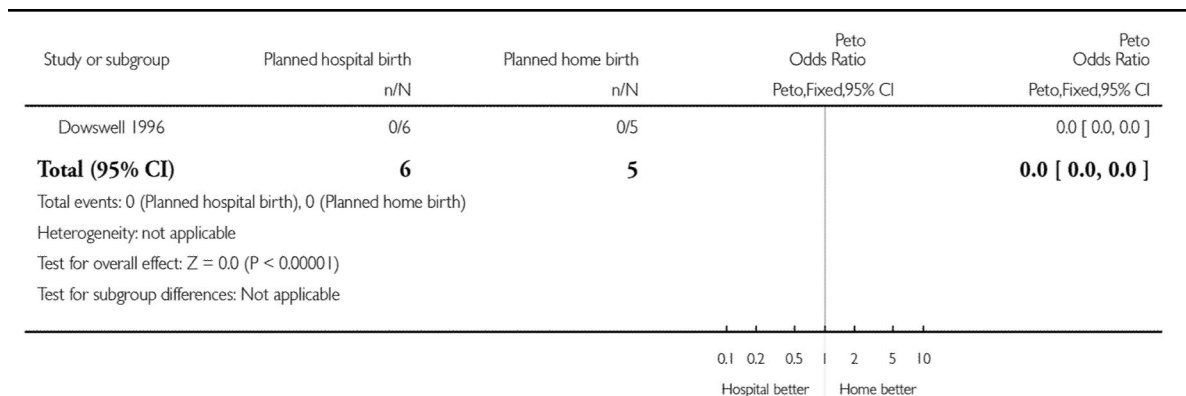 Study or subgroup Planned hospital birth Planned home birth Peto Odds Ratio Peto Odds Ratio
n/N n/N Peto,Fixed,95% CI Peto,Fixed,95% CI
Dowswell 1996 0/6 0/5 0.0 [ 0.0, 0.0 ]
Total (95% CI) 6 5 0.0 [ 0.0, 0.0 ]
Total events: 0 (Planned hospital birth), 0 (Planned home birth)
Heterogeneity: not applicable
Test for overall effect: Z = 0.0 (P < 0.00001)
Test for subgroup differences: Not applicable
0.1 0.2 0.5 1 2 5 10
Hospital better Home better